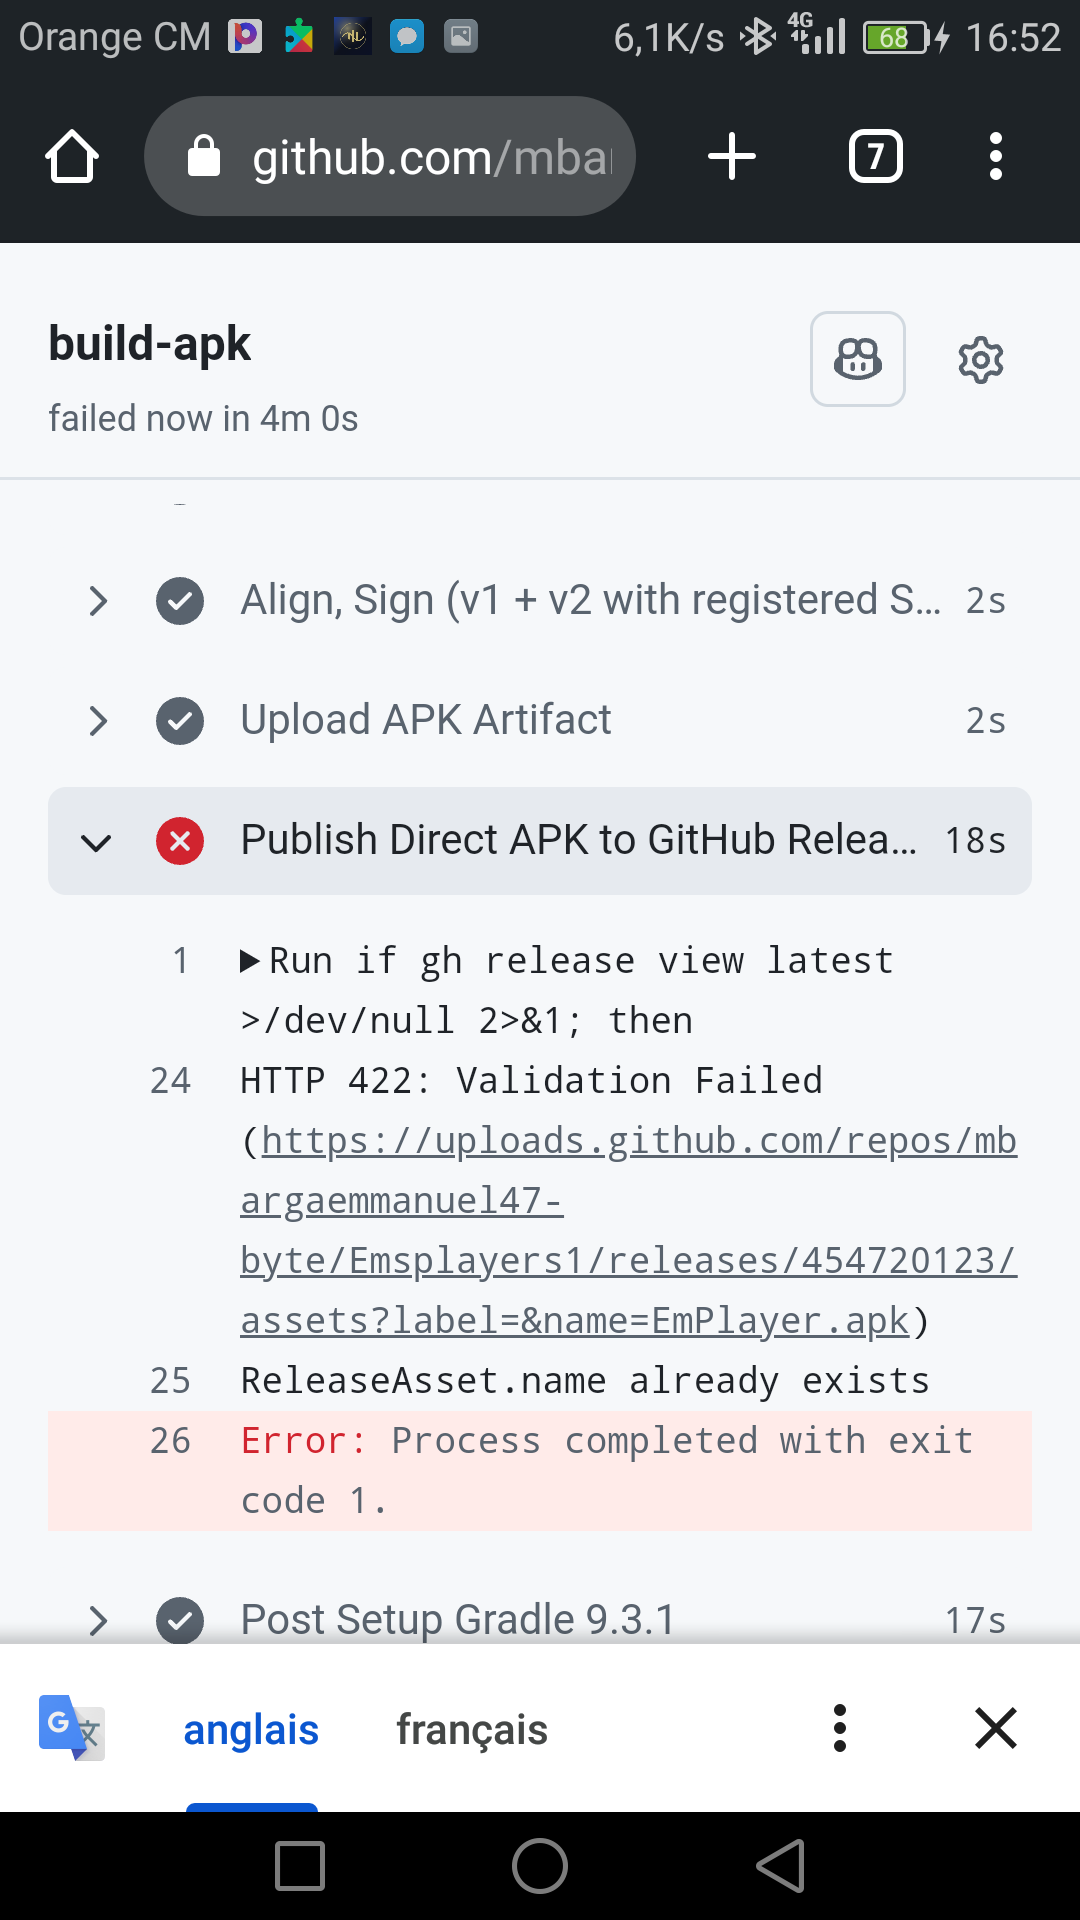 Orange CM 6,1K/s 4G 68 16:52
github.com/mba
7
build-apk
failed now in 4m 0s
Align, Sign (v1 + v2 with registered S... 2s
Upload APK Artifact 2s
Publish Direct APK to GitHub Relea... 18s
1 Run if gh release view latest
>/dev/null 2>&1; then
24 HTTP 422: Validation Failed
(https://uploads.github.com/repos/mb
argaemmanuel47-
byte/Emsplayers1/releases/454720123/
assets?label=&name=EmPlayer.apk)
25 ReleaseAsset.name already exists
26 Error: Process completed with exit
code 1.
Post Setup Gradle 9.3.1 17s
G 文 anglais français